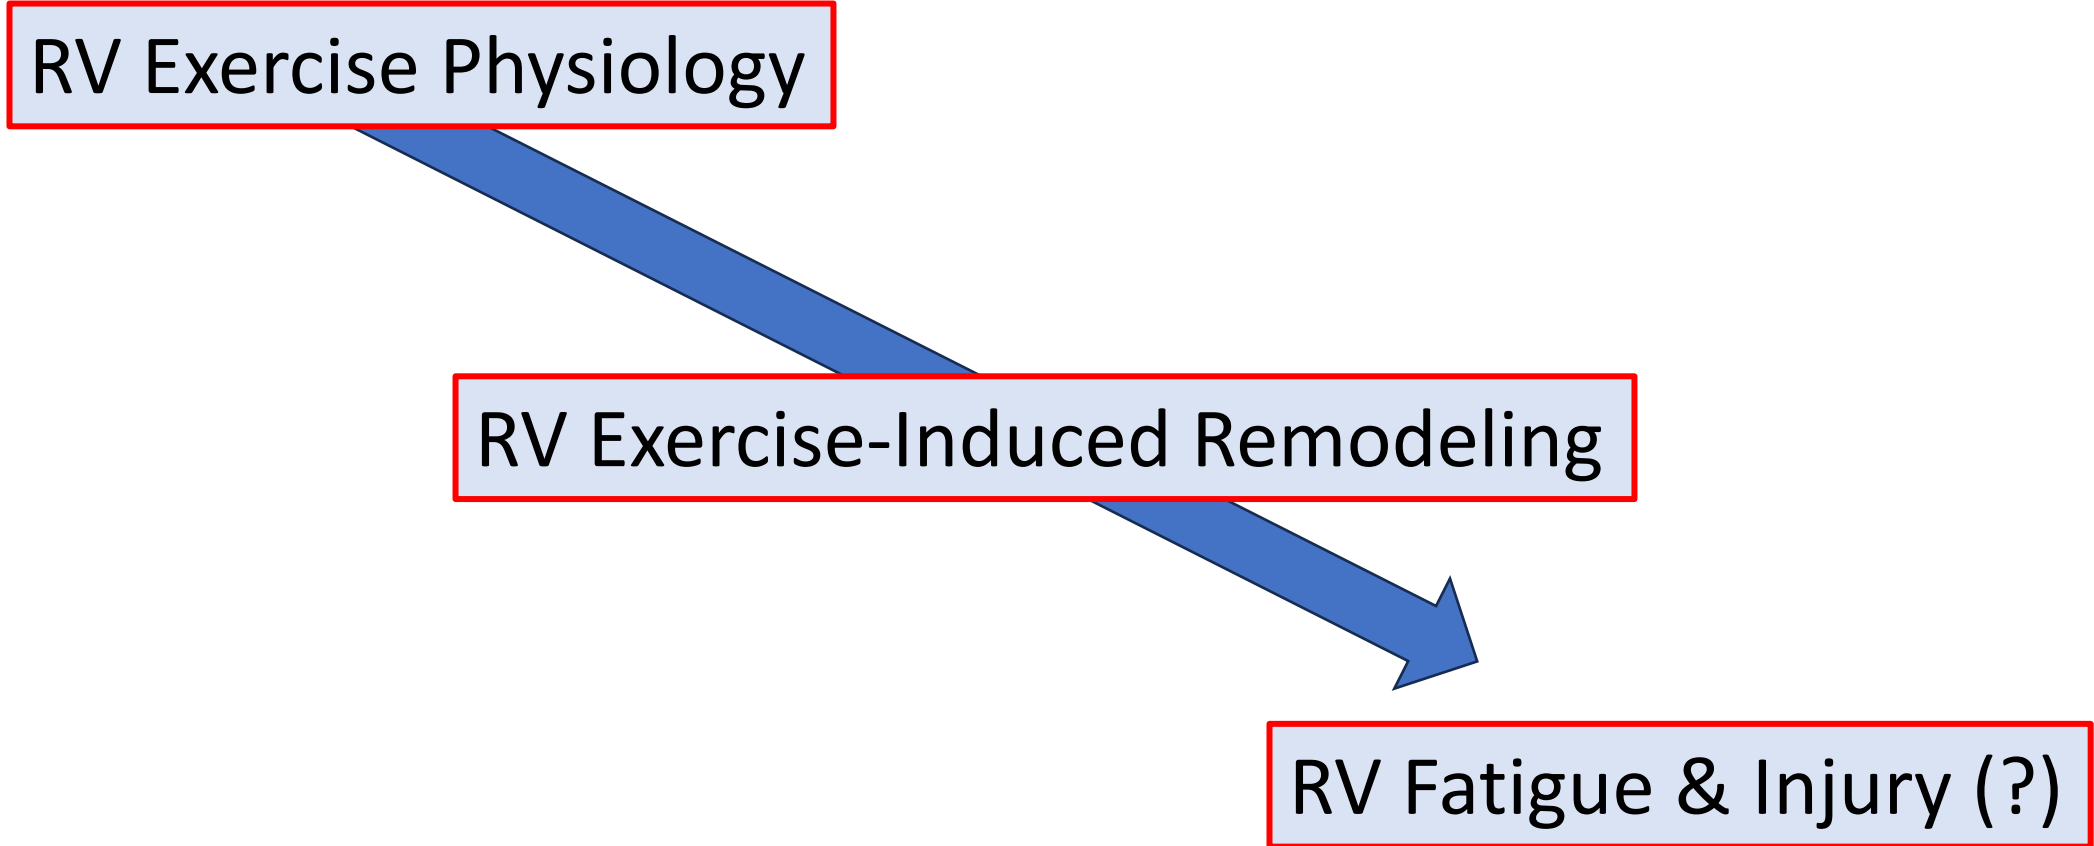 RV Exercise Physiology
RV Exercise-Induced Remodeling
RV Fatigue & Injury (?)